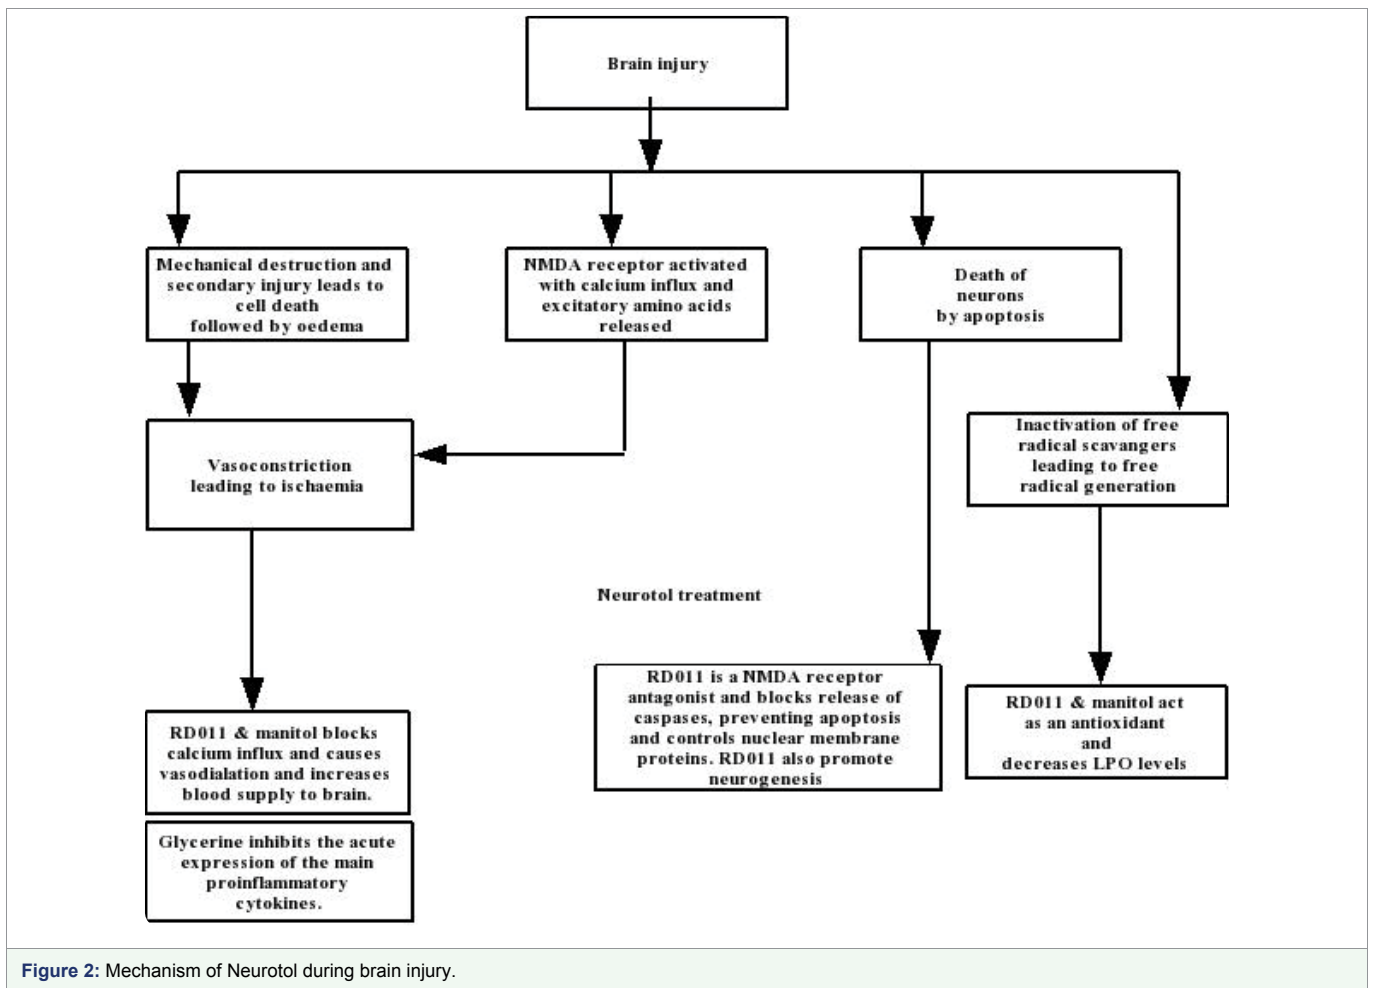 Brain injury
Mechanical destruction and
secondary injury leads to
cell death
followed by oedema
NMDA receptor activated
with calcium influx and
excitatory amino acids
released
Death of
neurons
by apoptosis
Vasoconstriction
leading to ischaemia
Inactivation of free
radical scavangers
leading to free
radical generation
Neurotol treatment
RD011 & manitol blocks
calcium influx and causes
vasodialation and increases
blood supply to brain.
Glycerine inhibits the acute
expression of the main
proinflammatory
cytokines.
RD011 is a NMDA receptor
antagonist and blocks release of
caspases, preventing apoptosis
and controls nuclear membrane
proteins. RD011 also promote
neurogenesis
RD011 & manitol act
as an antioxidant
and
decreases LPO levels
Figure 2: Mechanism of Neurotol during brain injury.